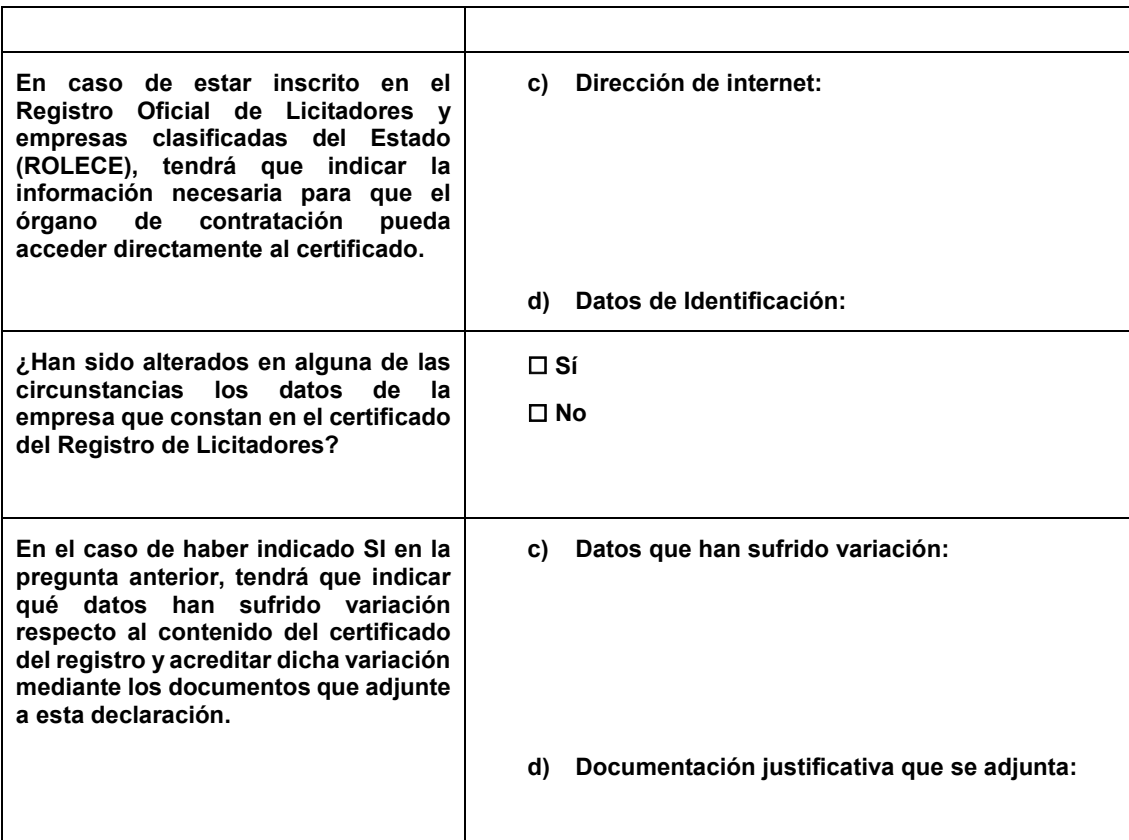 En caso de estar inscrito en el
Registro Oficial de Licitadores y
empresas clasificadas del Estado
(ROLECE), tendrá que indicar la
información necesaria para que el
órgano de contratación pueda
acceder directamente al certificado.
c) Dirección de internet:
d) Datos de Identificación:
¿Han sido alterados en alguna de las
circunstancias los datos de la
empresa que constan en el certificado
del Registro de Licitadores?
☐ Sí
☐ No
En el caso de haber indicado SI en la
pregunta anterior, tendrá que indicar
qué datos han sufrido variación
respecto al contenido del certificado
del registro y acreditar dicha variación
mediante los documentos que adjunte
a esta declaración.
c) Datos que han sufrido variación:
d) Documentación justificativa que se adjunta: